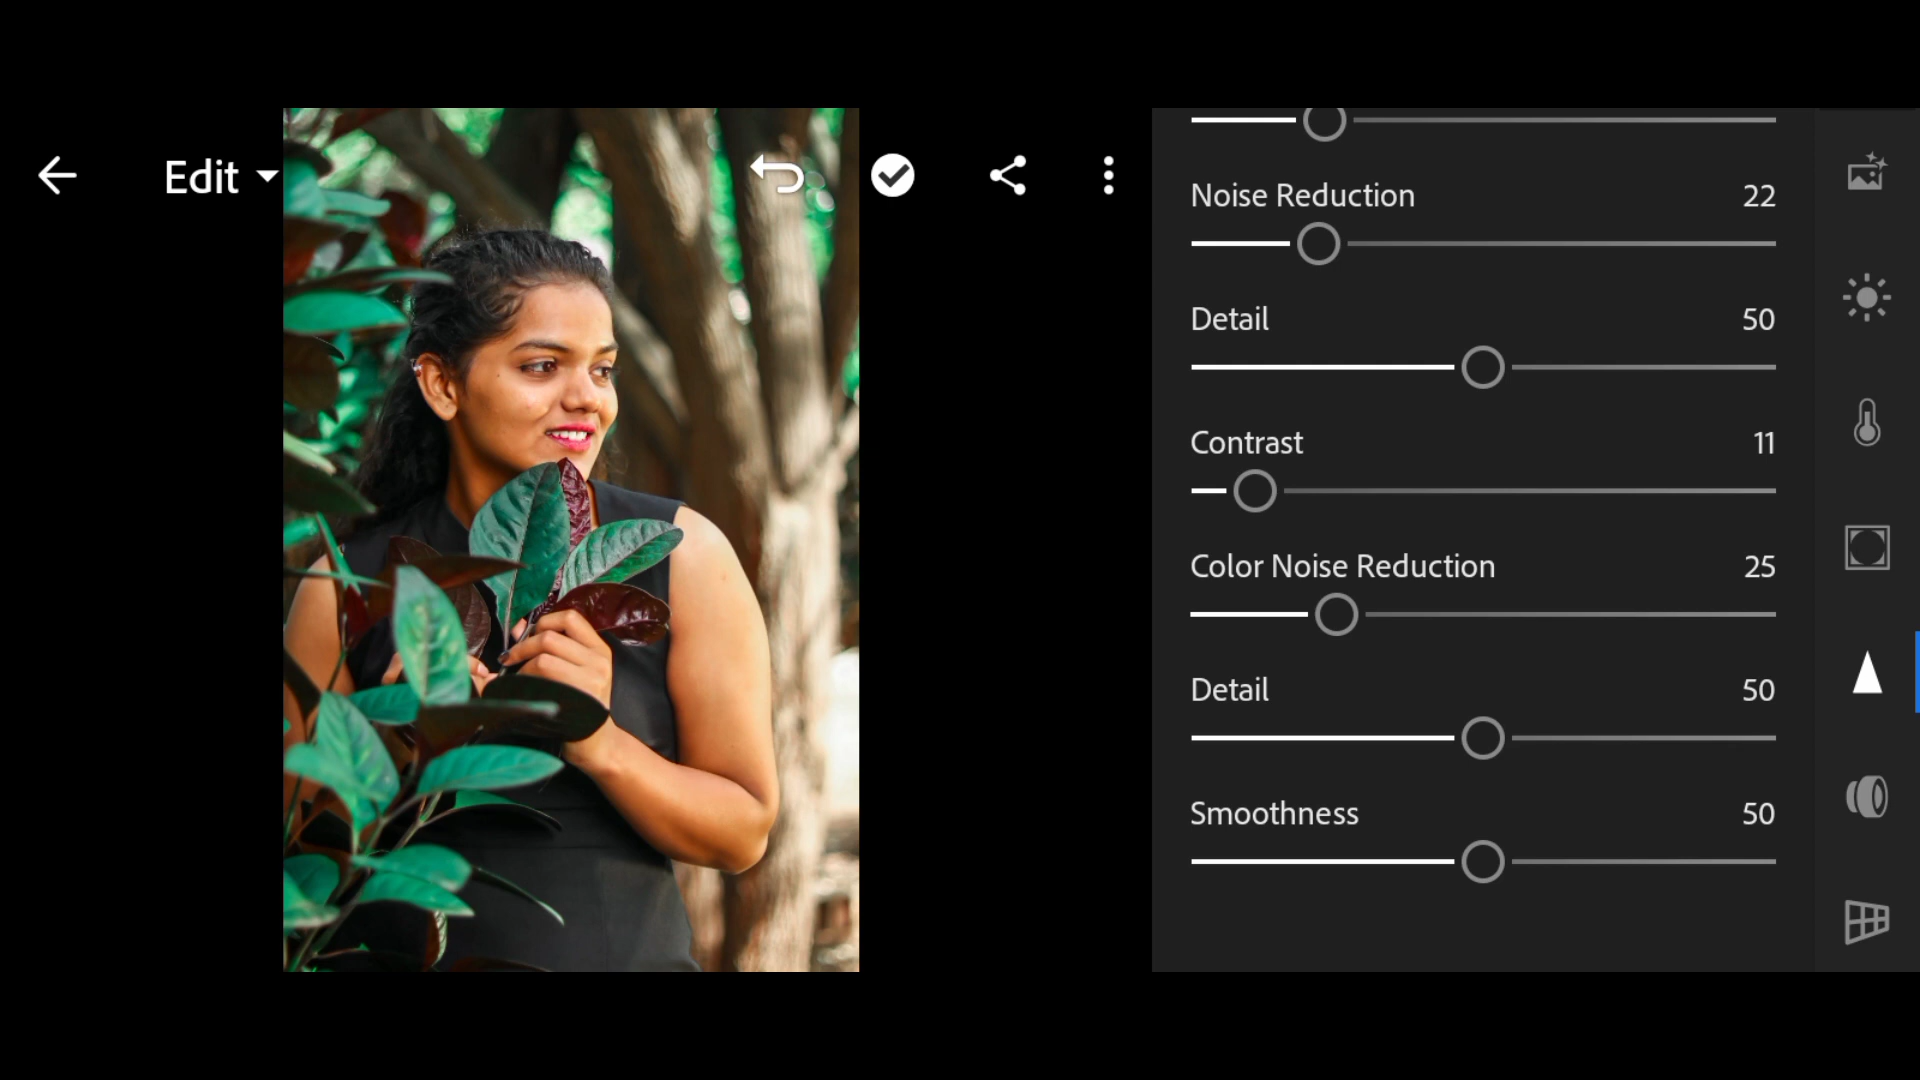 Edit
Noise Reduction 22
Detail 50
Contrast 11
Color Noise Reduction 25
Detail 50
Smoothness 50